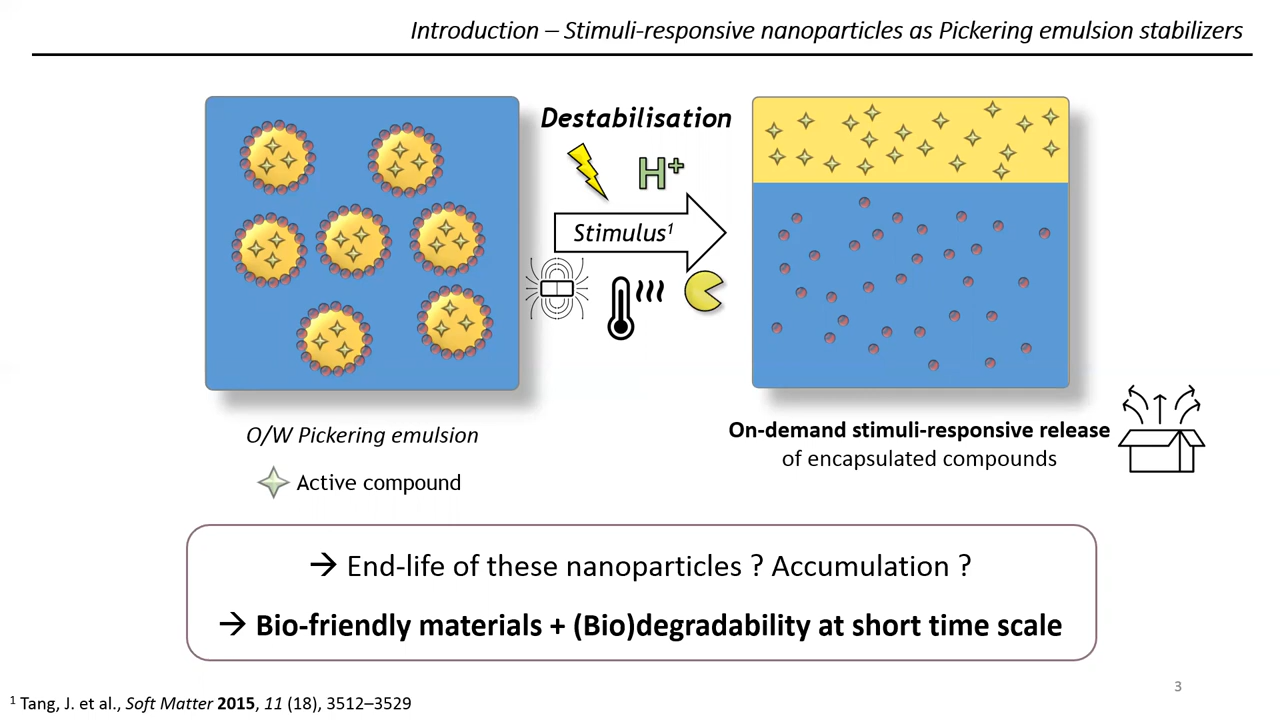 Introduction – Stimuli-responsive nanoparticles as Pickering emulsion stabilizers
Destabilisation
H⁺
Stimulus¹
O/W Pickering emulsion
Active compound
On-demand stimuli-responsive release
of encapsulated compounds
→ End-life of these nanoparticles ? Accumulation ?
→ Bio-friendly materials + (Bio)degradability at short time scale
3
¹ Tang, J. et al., Soft Matter 2015, 11 (18), 3512–3529